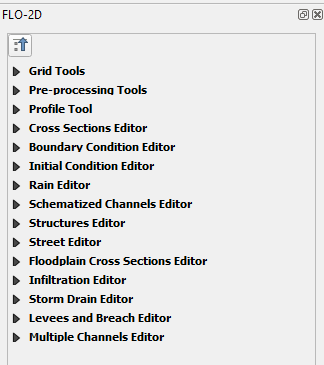 FLO-2D
Grid Tools
Pre-processing Tools
Profile Tool
Cross Sections Editor
Boundary Condition Editor
Initial Condition Editor
Rain Editor
Schematized Channels Editor
Structures Editor
Street Editor
Floodplain Cross Sections Editor
Infiltration Editor
Storm Drain Editor
Levees and Breach Editor
Multiple Channels Editor